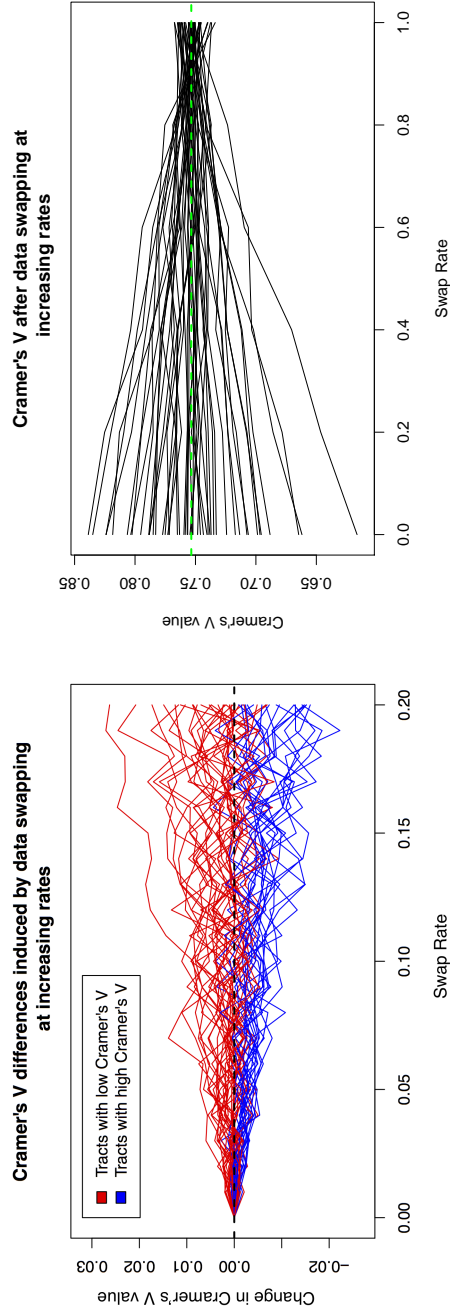 Cramer's V differences induced by data swapping
at increasing rates
Tracts with low Cramer's V
Tracts with high Cramer's V
Change in Cramer's V value
0.03
0.02
0.01
0.00
−0.02
0.00
0.05
0.10
0.15
0.20
Swap Rate
Cramer's V after data swapping at
increasing rates
Cramer's V value
0.85
0.80
0.75
0.70
0.65
0.0
0.2
0.4
0.6
0.8
1.0
Swap Rate